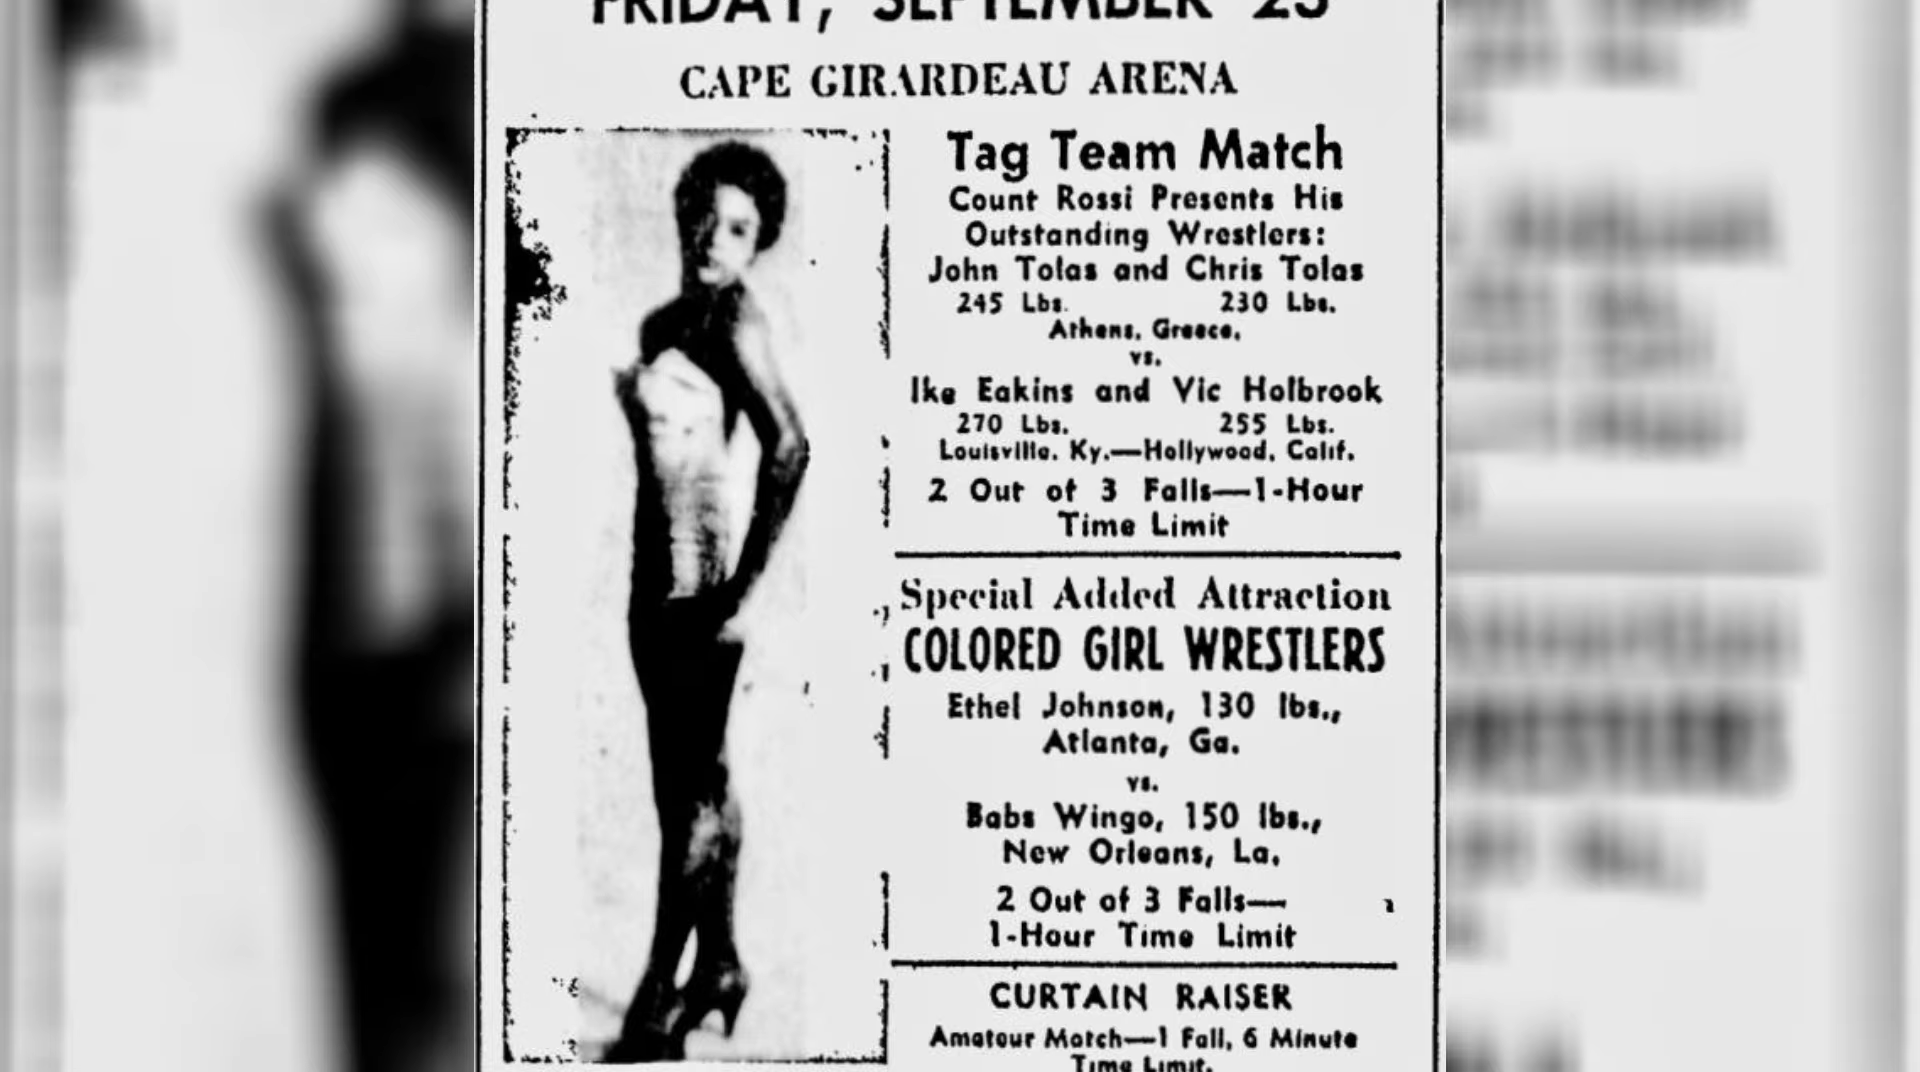 FRIDAY, SEPTEMBER 25
CAPE GIRARDEAU ARENA
Tag Team Match
Count Rossi Presents His
Outstanding Wrestlers:
John Tolas and Chris Tolas
245 Lbs. 230 Lbs.
Athens, Greece,
vs.
Ike Eakins and Vic Holbrook
270 Lbs. 255 Lbs.
Louisville, Ky.—Hollywood, Calif.
2 Out of 3 Falls—1-Hour
Time Limit
Special Added Attraction
COLORED GIRL WRESTLERS
Ethel Johnson, 130 lbs.,
Atlanta, Ga.
vs.
Babs Wingo, 150 lbs.,
New Orleans, La.
2 Out of 3 Falls—
1-Hour Time Limit
CURTAIN RAISER
Amatour Match—1 Fall, 6 Minute
Time Limit.